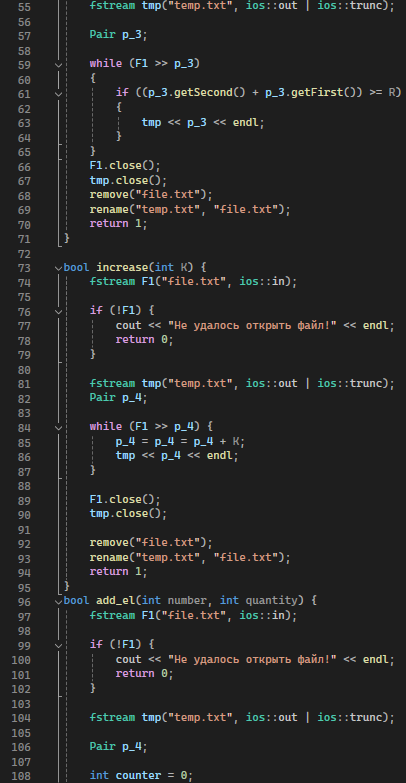 55 fstream tmp("temp.txt", ios::out | ios::trunc);
56
57 Pair p_3;
58
59 while (F1 >> p_3)
60 {
61 if ((p_3.getSecond() + p_3.getFirst()) >= R)
62 {
63 tmp << p_3 << endl;
64 }
65 }
66 F1.close();
67 tmp.close();
68 remove("file.txt");
69 rename("temp.txt", "file.txt");
70 return 1;
71 }
72
73 bool increase(int K) {
74 fstream F1("file.txt", ios::in);
75
76 if (!F1) {
77 cout << "Не удалось открыть файл!" << endl;
78 return 0;
79 }
80
81 fstream tmp("temp.txt", ios::out | ios::trunc);
82 Pair p_4;
83
84 while (F1 >> p_4) {
85 p_4 = p_4 = p_4 + K;
86 tmp << p_4 << endl;
87 }
88
89 F1.close();
90 tmp.close();
91
92 remove("file.txt");
93 rename("temp.txt", "file.txt");
94 return 1;
95 }
96 bool add_el(int number, int quantity) {
97 fstream F1("file.txt", ios::in);
98
99 if (!F1) {
100 cout << "Не удалось открыть файл!" << endl;
101 return 0;
102 }
103
104 fstream tmp("temp.txt", ios::out | ios::trunc);
105
106 Pair p_4;
107
108 int counter = 0;